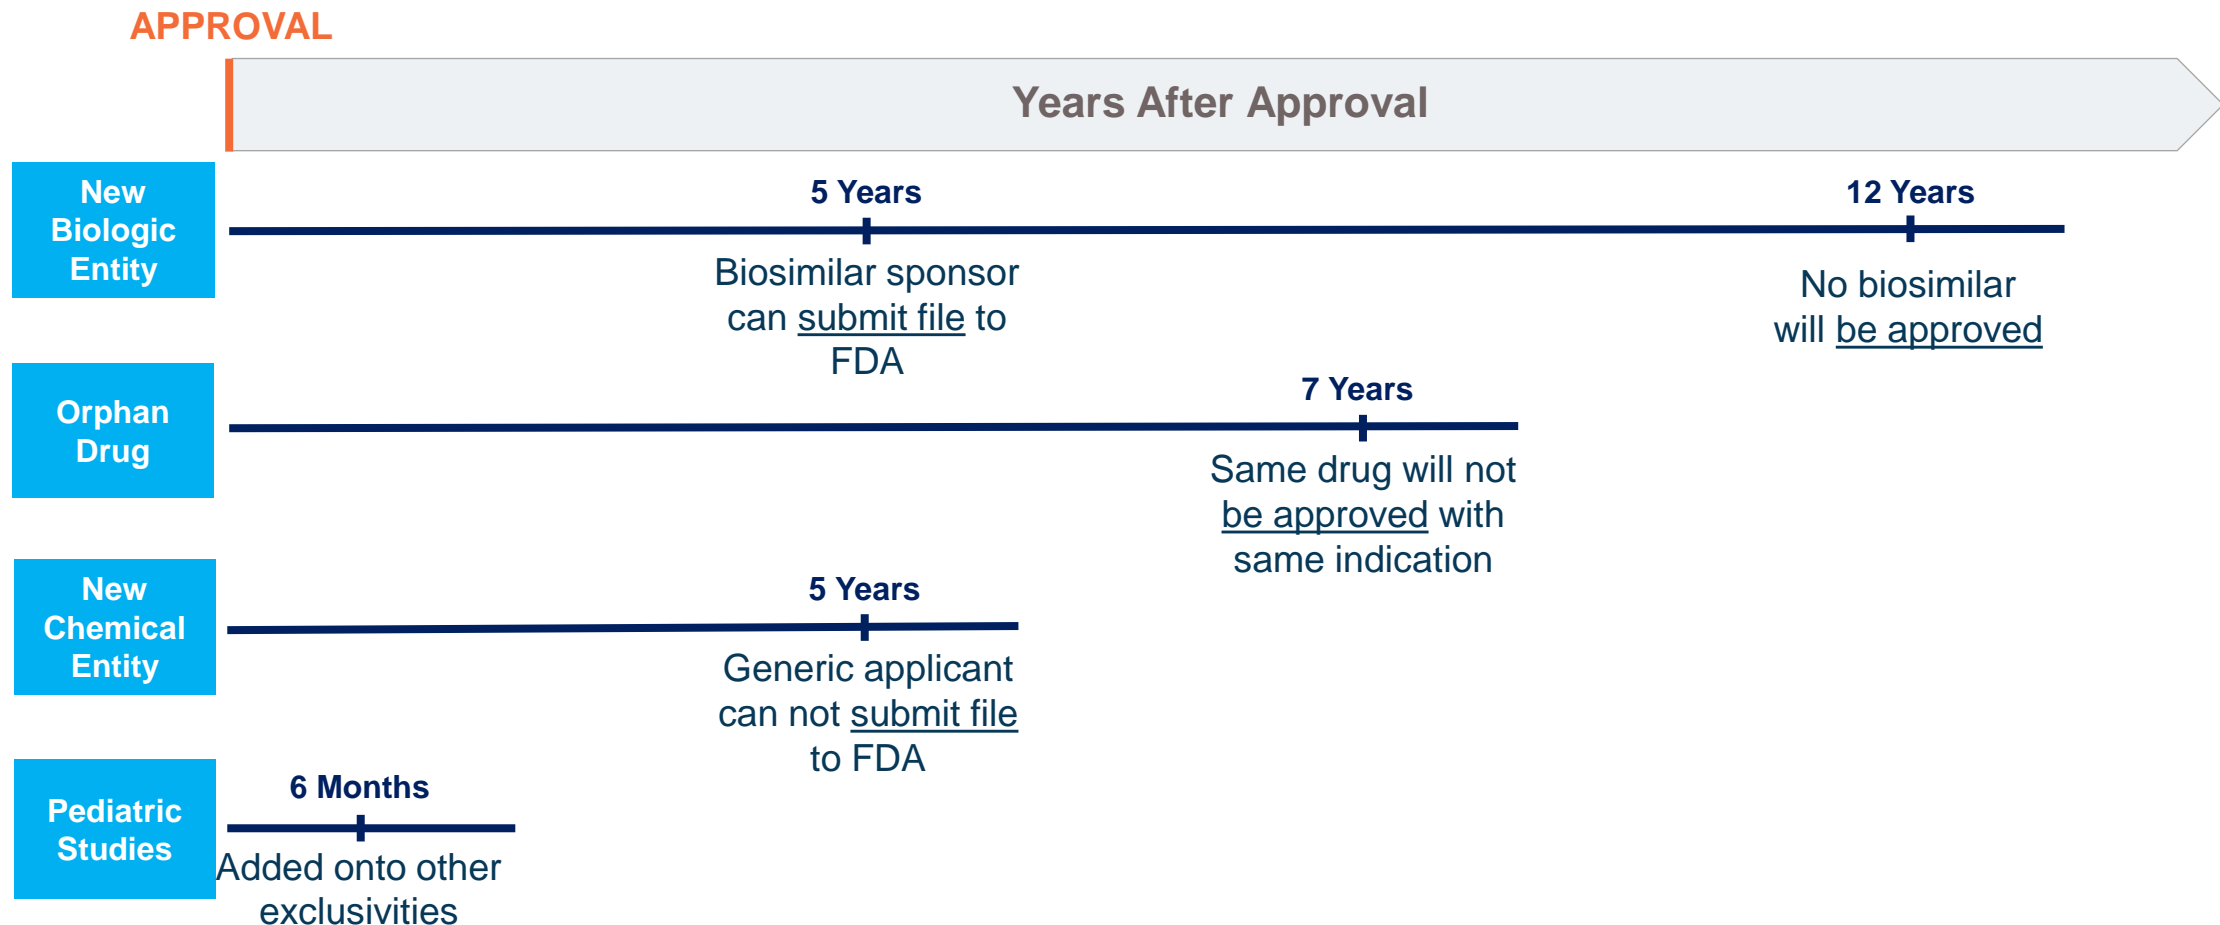 APPROVAL
Years After Approval
New
Biologic
Entity
5 Years
Biosimilar sponsor
can submit file to
FDA
12 Years
No biosimilar
will be approved
Orphan
Drug
7 Years
Same drug will not
be approved with
same indication
New
Chemical
Entity
5 Years
Generic applicant
can not submit file
to FDA
Pediatric
Studies
6 Months
Added onto other
exclusivities